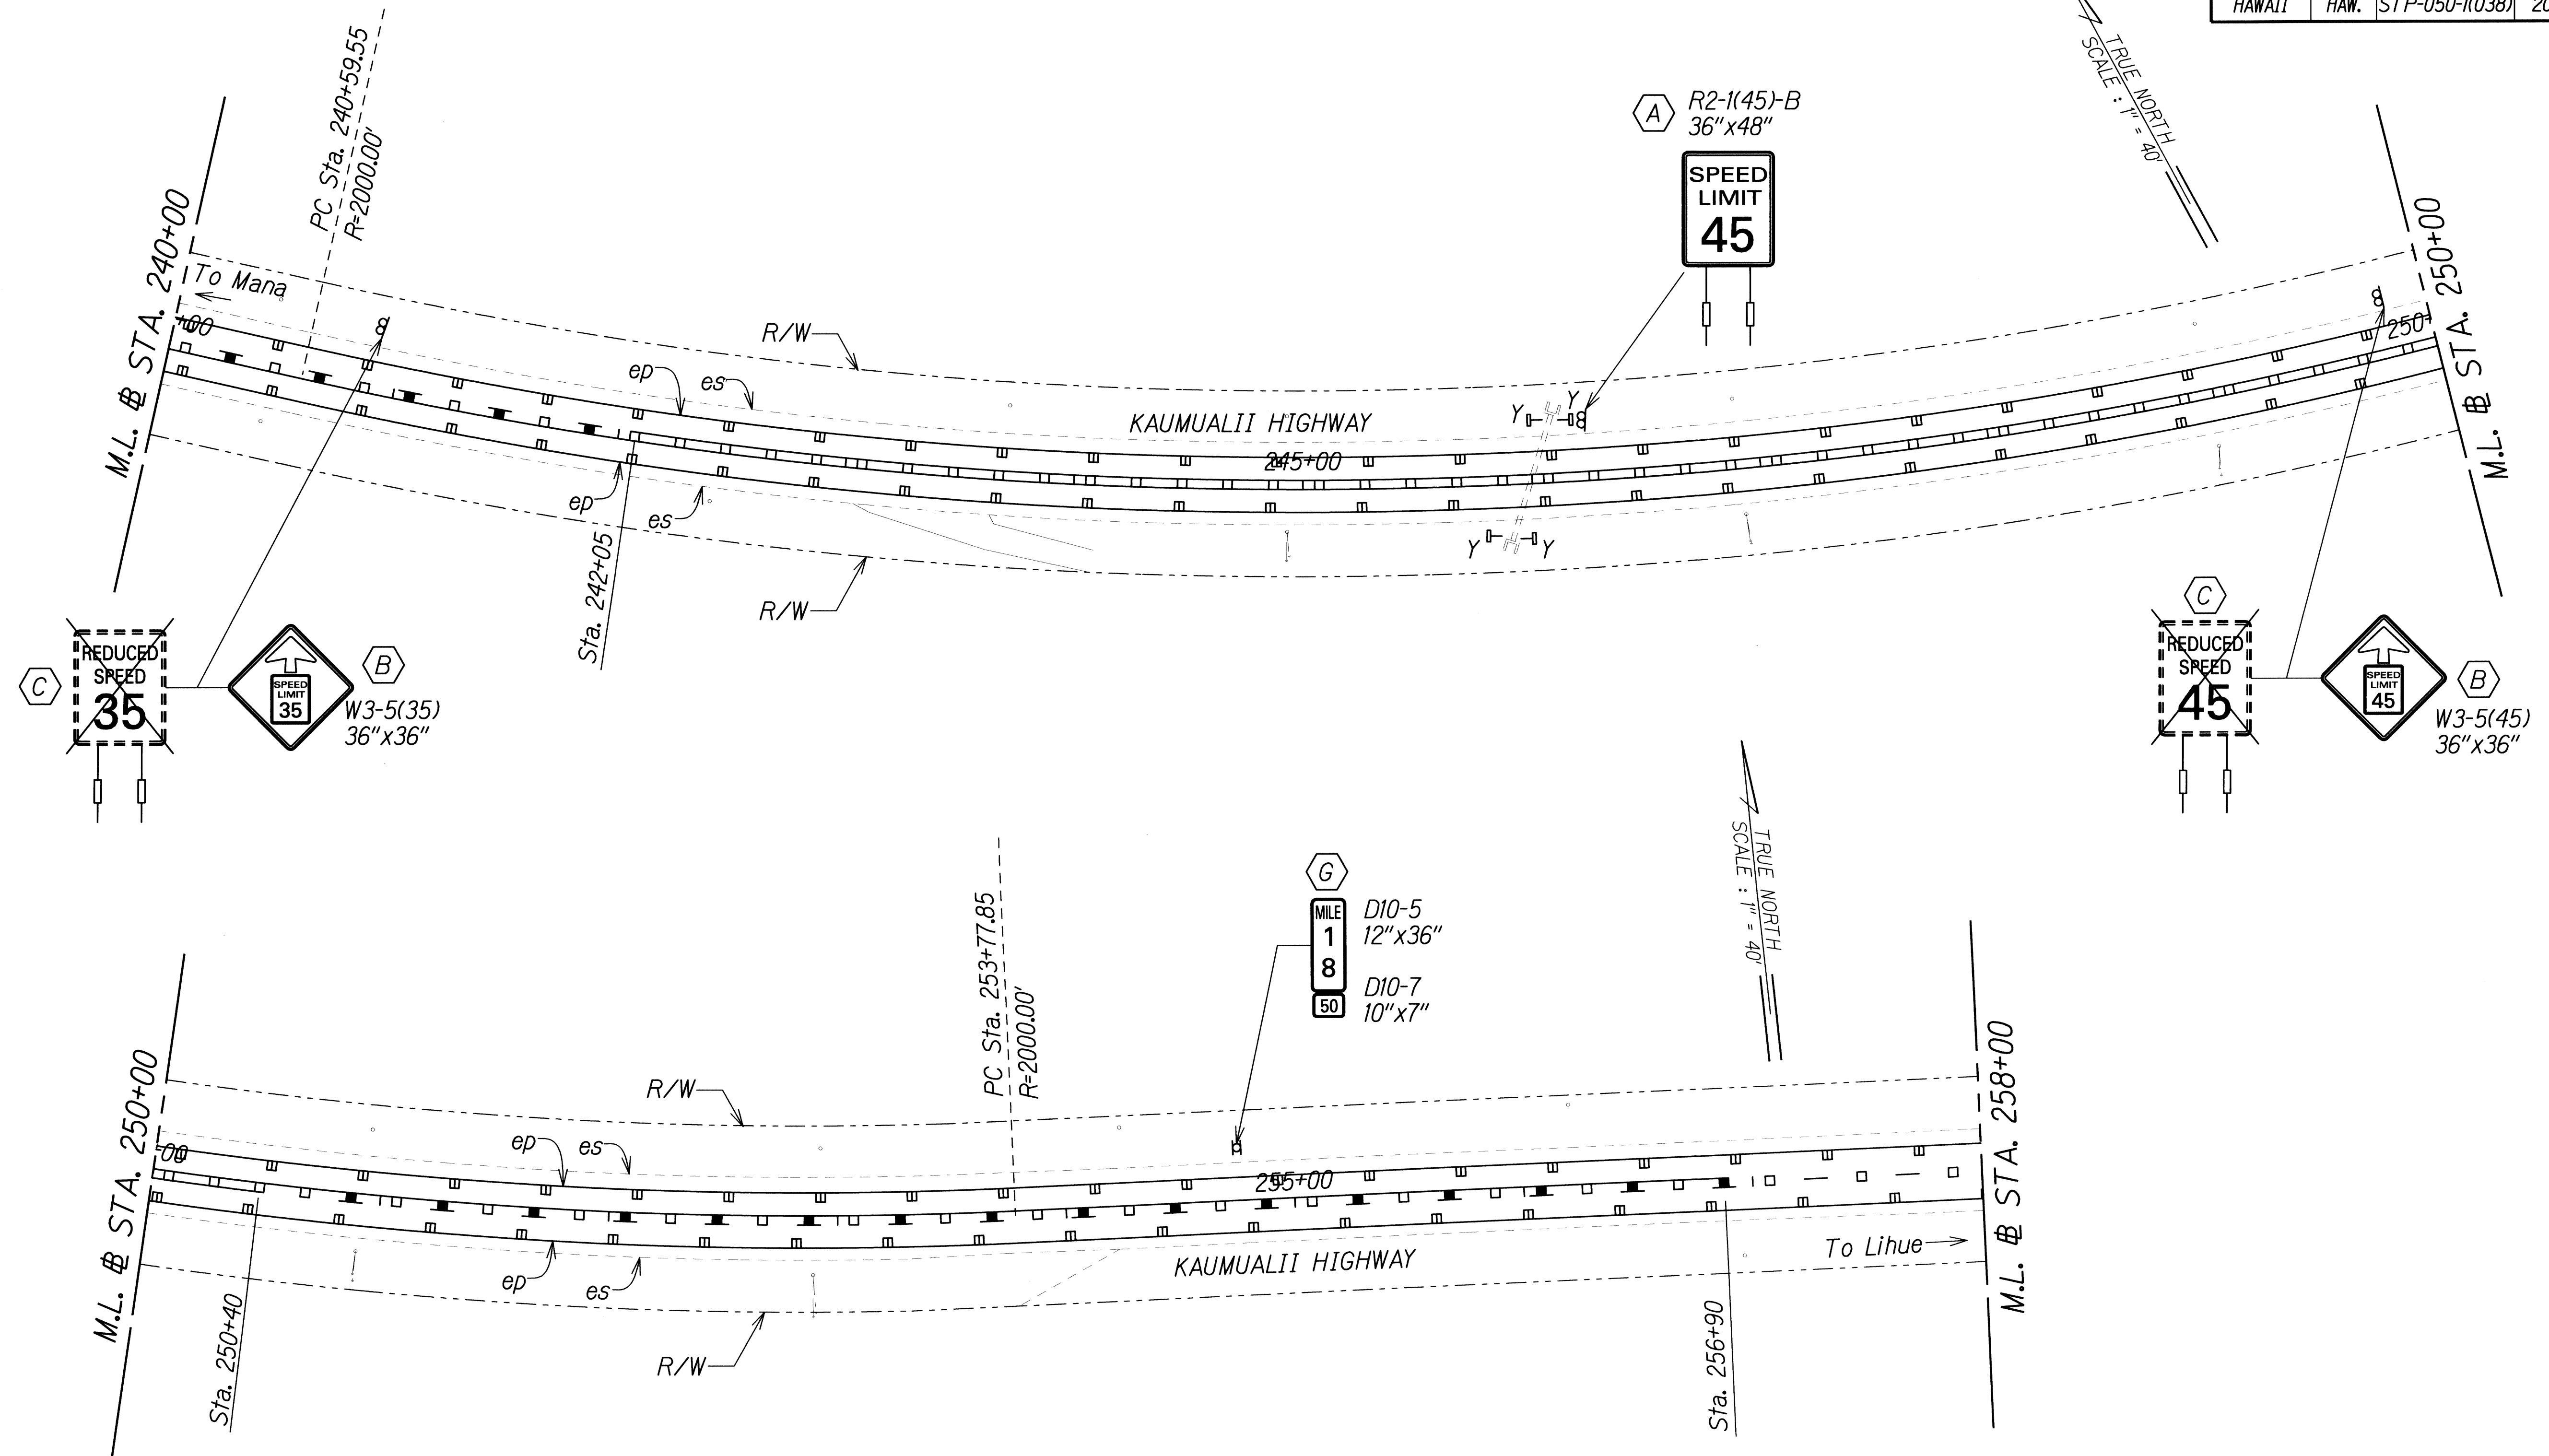 HAWAII HAW. STP-050-1(038) 20
TRUE NORTH
SCALE : 1" = 40'
PC Sta. 240+59.55
R=2000.00'
M.L. B STA. 240+00
To Mana
+00
R/W
ep
es
KAUMUALII HIGHWAY
245+00
A
R2-1(45)-B
36"x48"
SPEED
LIMIT
45
Y
Y
Y
Y
250+
M.L. B STA. 250+00
ep
es
Sta. 242+05
R/W
C
REDUCED
SPEED
35
SPEED
LIMIT
35
B
W3-5(35)
36"x36"
C
REDUCED
SPEED
45
SPEED
LIMIT
45
B
W3-5(45)
36"x36"
TRUE NORTH
SCALE : 1" = 40'
PC Sta. 253+77.85
R=2000.00'
G
MILE
1
8
50
D10-5
12"x36"
D10-7
10"x7"
M.L. B STA. 250+00
00
R/W
ep
es
255+00
M.L. B STA. 258+00
ep
es
KAUMUALII HIGHWAY
To Lihue
Sta. 250+40
R/W
Sta. 256+90